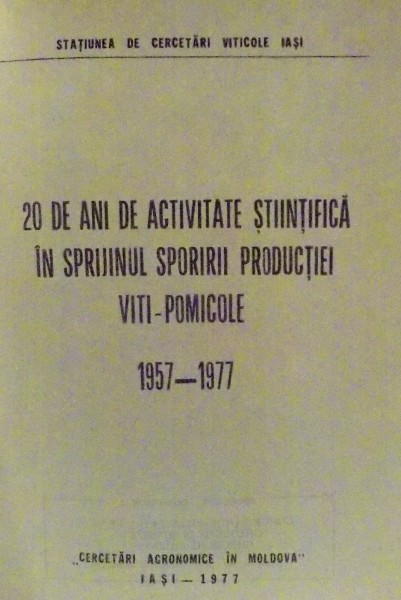 STAȚIUNEA DE CERCETĂRI VITICOLE IAȘI
20 DE ANI DE ACTIVITATE ȘTIINȚIFICĂ
ÎN SPRIJINUL SPORIRII PRODUCȚIEI
VITI-POMICOLE
1957—1977
„CERCETĂRI AGRONOMICE ÎN MOLDOVA"
IAȘI—1977